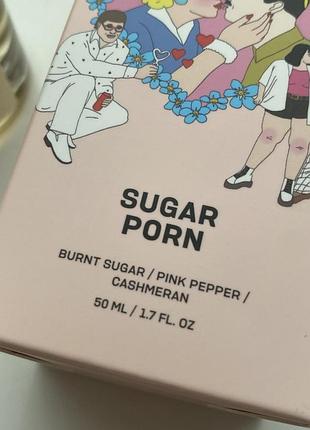 SUGAR
PORN
BURNT SUGAR / PINK PEPPER /
CASHMERAN
50 ML / 1.7 FL. OZ